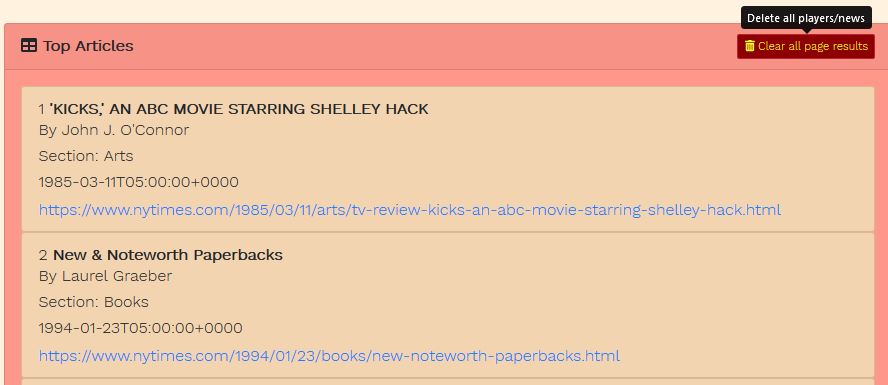 Delete all players/news
Top Articles
Clear all page results
1 'KICKS,' AN ABC MOVIE STARRING SHELLEY HACK
By John J. O'Connor
Section: Arts
1985-03-11T05:00:00+0000
https://www.nytimes.com/1985/03/11/arts/tv-review-kicks-an-abc-movie-starring-shelley-hack.html
2 New & Noteworth Paperbacks
By Laurel Graeber
Section: Books
1994-01-23T05:00:00+0000
https://www.nytimes.com/1994/01/23/books/new-noteworth-paperbacks.html